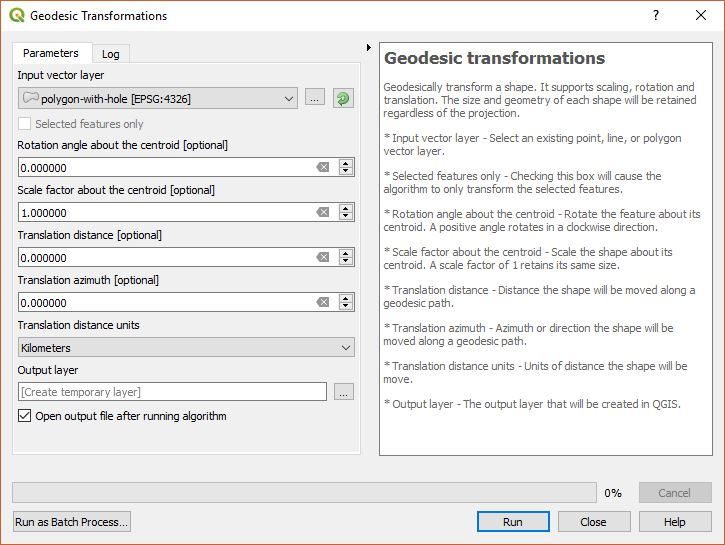 Geodesic Transformations
?
Parameters
Log
Input vector layer
polygon-with-hole [EPSG:4326]
...
Selected features only
Rotation angle about the centroid [optional]
0.000000
Scale factor about the centroid [optional]
1.000000
Translation distance [optional]
0.000000
Translation azimuth [optional]
0.000000
Translation distance units
Kilometers
Output layer
[Create temporary layer]
...
Open output file after running algorithm
Geodesic transformations
Geodesically transform a shape. It supports scaling, rotation and
translation. The size and geometry of each shape will be retained
regardless of the projection.
* Input vector layer - Select an existing point, line, or polygon
vector layer.
* Selected features only - Checking this box will cause the
algorithm to only transform the selected features.
* Rotation angle about the centroid - Rotate the feature about its
centroid. A positive angle rotates in a clockwise direction.
* Scale factor about the centroid - Scale the shape about its
centroid. A scale factor of 1 retains its same size.
* Translation distance - Distance the shape will be moved along a
geodesic path.
* Translation azimuth - Azimuth or direction the shape will be
moved along a geodesic path.
* Translation distance units - Units of distance the shape will be
move.
* Output layer - The output layer that will be created in QGIS.
0%
Cancel
Run as Batch Process...
Run
Close
Help